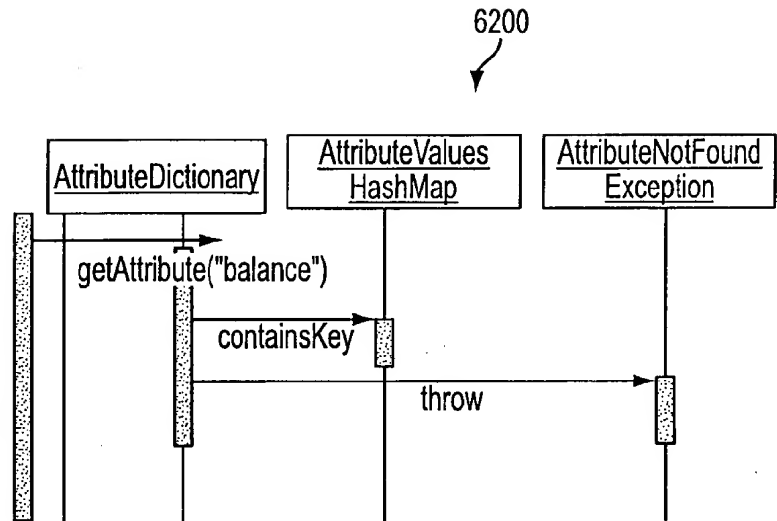 6200
AttributeDictionary
AttributeValues
HashMap
AttributeNotFound
Exception
getAttribute("balance")
containsKey
throw